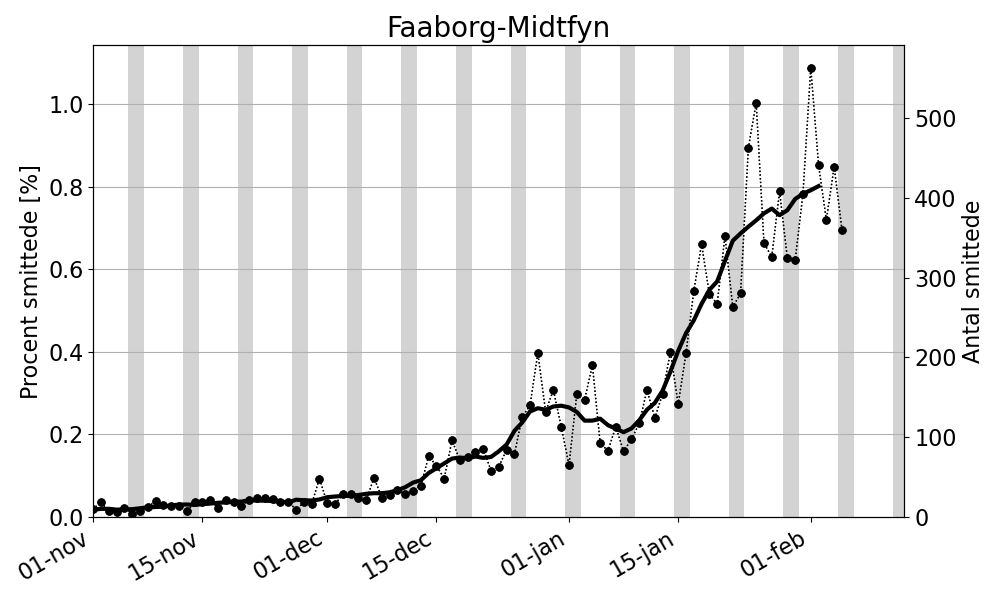 Faaborg-Midtfyn
Procent smittede [%]
1.0
0.8
0.6
0.4
0.2
0.0
500
400
300
200
100
0
Antal smittede
01-nov
15-nov
01-dec
15-dec
01-jan
15-jan
01-feb